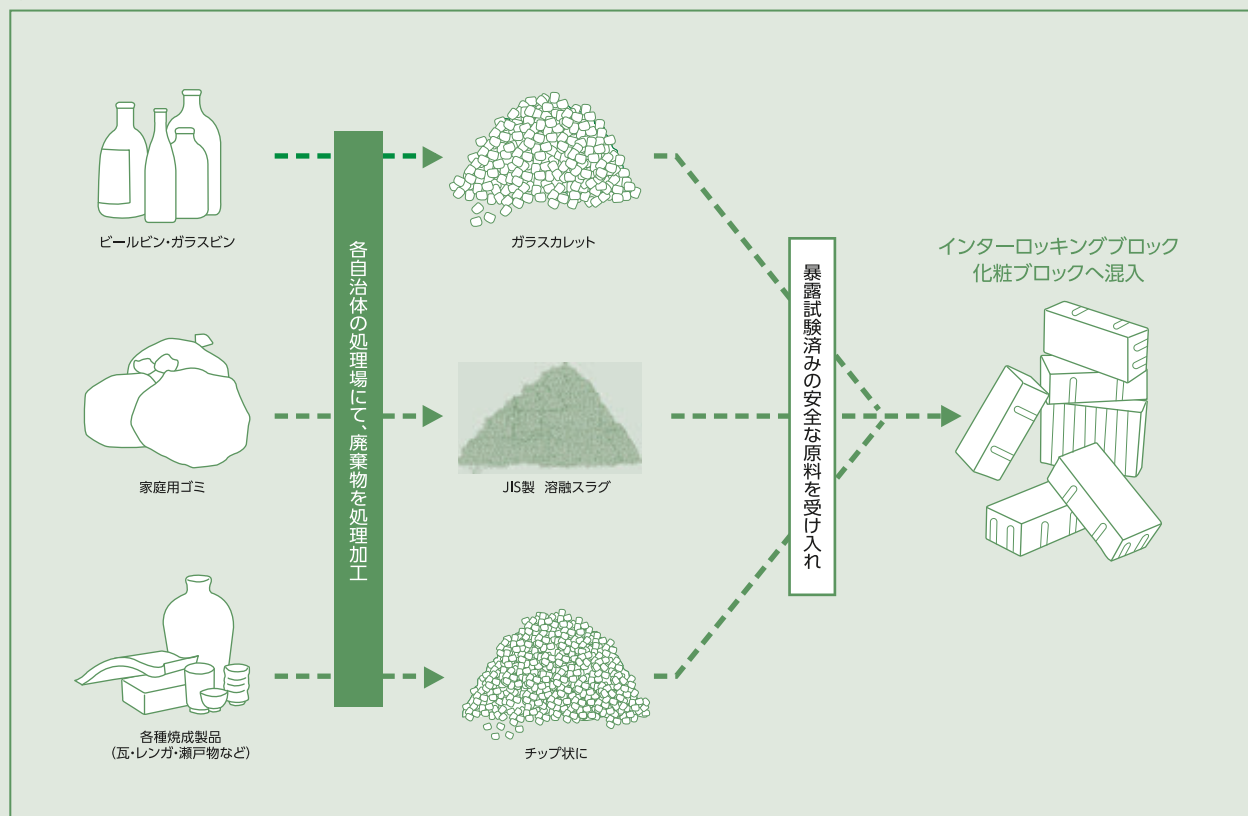 ビールビン・ガラスビン
家庭用ゴミ
各種焼成製品
(瓦・レンガ・瀬戸物など)
各自治体の処理場にて、廃棄物を処理加工
ガラスカレット
JIS製 溶融スラグ
チップ状に
暴露試験済みの安全な原料を受け入れ
インターロッキングブロック
化粧ブロックへ混入